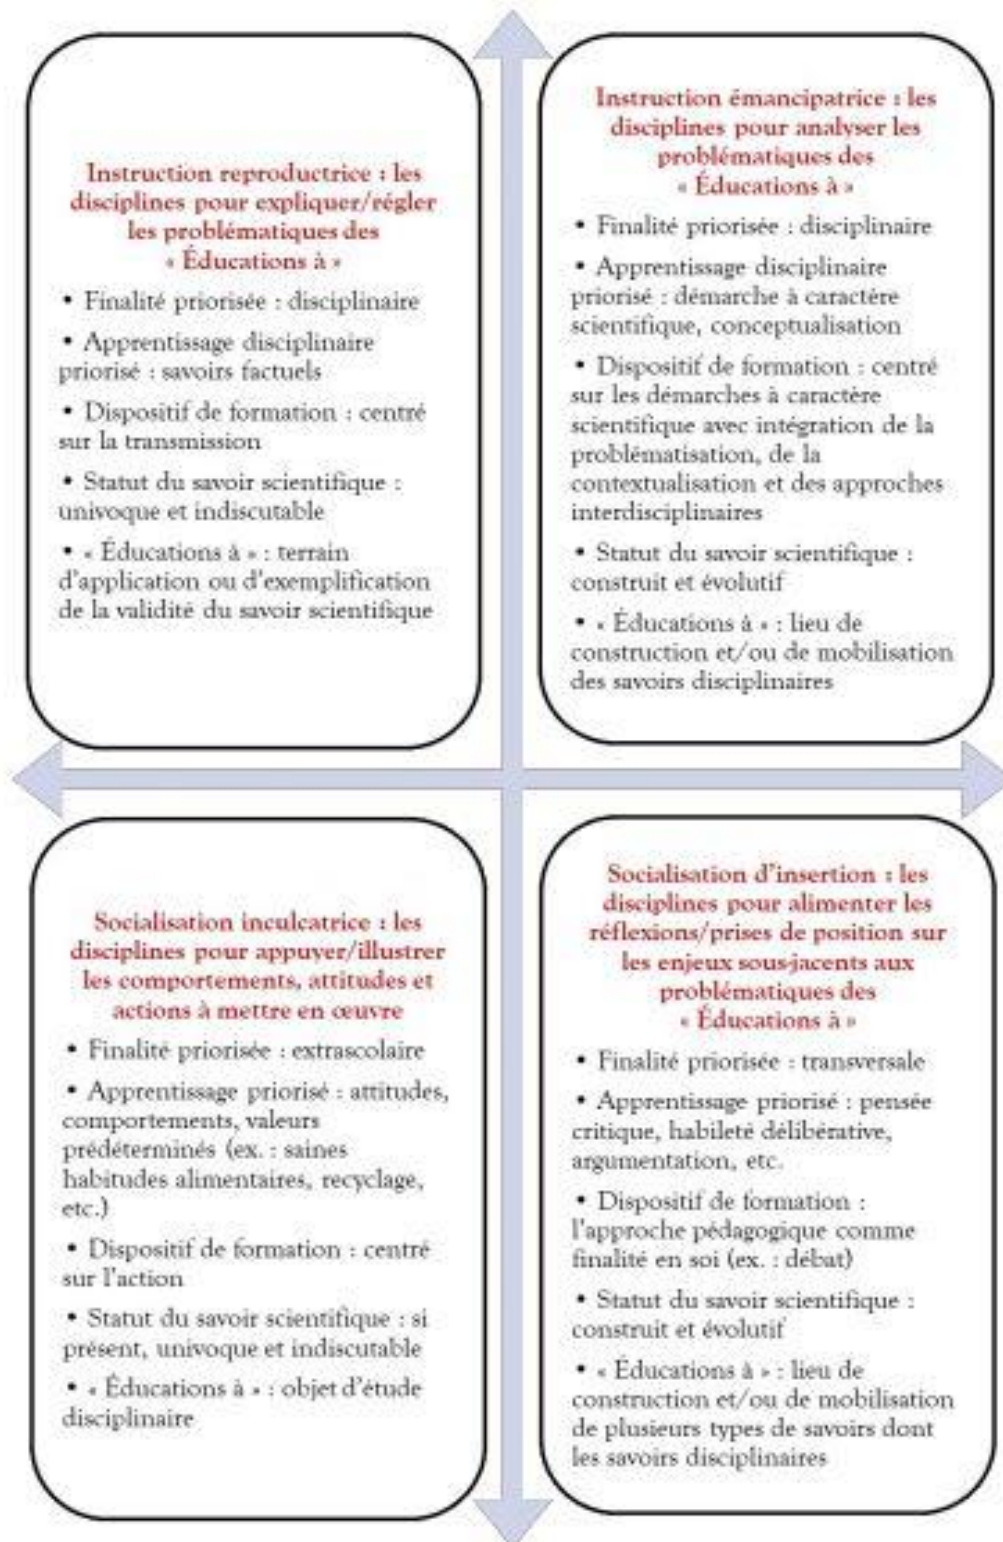 Instruction reproductrice : les
disciplines pour expliquer/régler
les problématiques des
« Éducations à »
• Finalité priorisée : disciplinaire
• Apprentissage disciplinaire
priorisé : savoirs factuels
• Dispositif de formation : centré
sur la transmission
• Statut du savoir scientifique :
univoque et indiscutable
• « Éducations à » : terrain
d'application ou d'exemplification
de la validité du savoir scientifique
Instruction émancipatrice : les
disciplines pour analyser les
problématiques des
« Éducations à »
• Finalité priorisée : disciplinaire
• Apprentissage disciplinaire
priorisé : démarche à caractère
scientifique, conceptualisation
• Dispositif de formation : centré
sur les démarches à caractère
scientifique avec intégration de la
problématisation, de la
contextualisation et des approches
interdisciplinaires
• Statut du savoir scientifique :
construit et évolutif
• « Éducations à » : lieu de
construction et/ou de mobilisation
des savoirs disciplinaires
Socialisation inculcatrice : les
disciplines pour appuyer/illustrer
les comportements, attitudes et
actions à mettre en œuvre
• Finalité priorisée : extrascolaire
• Apprentissage priorisé : attitudes,
comportements, valeurs
prédéterminés (ex. : saines
habitudes alimentaires, recyclage,
etc.)
• Dispositif de formation : centré
sur l'action
• Statut du savoir scientifique : si
présent, univoque et indiscutable
• « Éducations à » : objet d'étude
disciplinaire
Socialisation d'insertion : les
disciplines pour alimenter les
réflexions/prises de position sur
les enjeux sous-jacents aux
problématiques des
« Éducations à »
• Finalité priorisée : transversale
• Apprentissage priorisé : pensée
critique, habileté délibérative,
argumentation, etc.
• Dispositif de formation :
l'approche pédagogique comme
finalité en soi (ex. : débat)
• Statut du savoir scientifique :
construit et évolutif
• « Éducations à » : lieu de
construction et/ou de mobilisation
de plusieurs types de savoirs dont
les savoirs disciplinaires